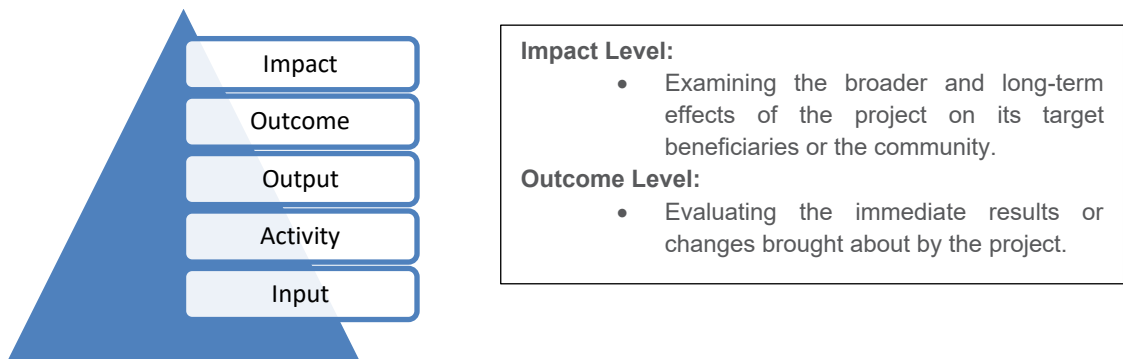 Impact
Outcome
Output
Activity
Input
Impact Level:
• Examining the broader and long-term
effects of the project on its target
beneficiaries or the community.
Outcome Level:
• Evaluating the immediate results or
changes brought about by the project.